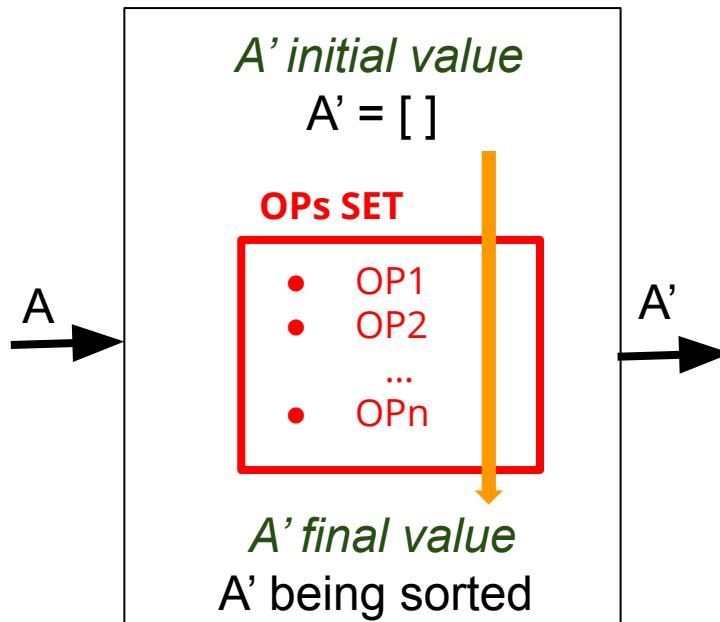 A’ initial value
A’ = [ ]
OPs SET
● OP1
● OP2
...
● OPn
A
A’
A’ final value
A’ being sorted